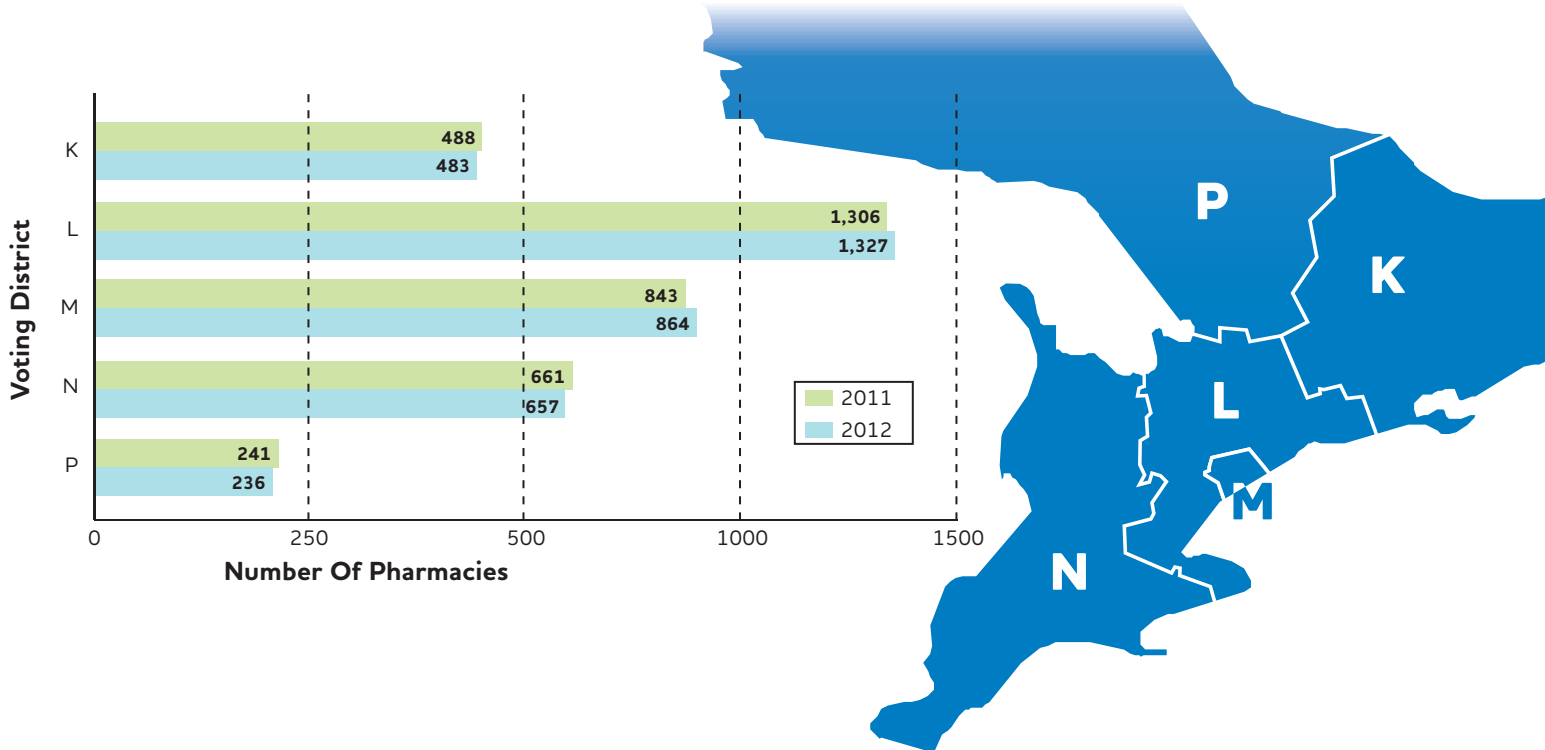 Voting District
K
488
483
L
1,306
1,327
M
843
864
N
661
657
P
241
236
0 250 500 1000 1500
Number Of Pharmacies
2011
2012
P
K
L
M
N